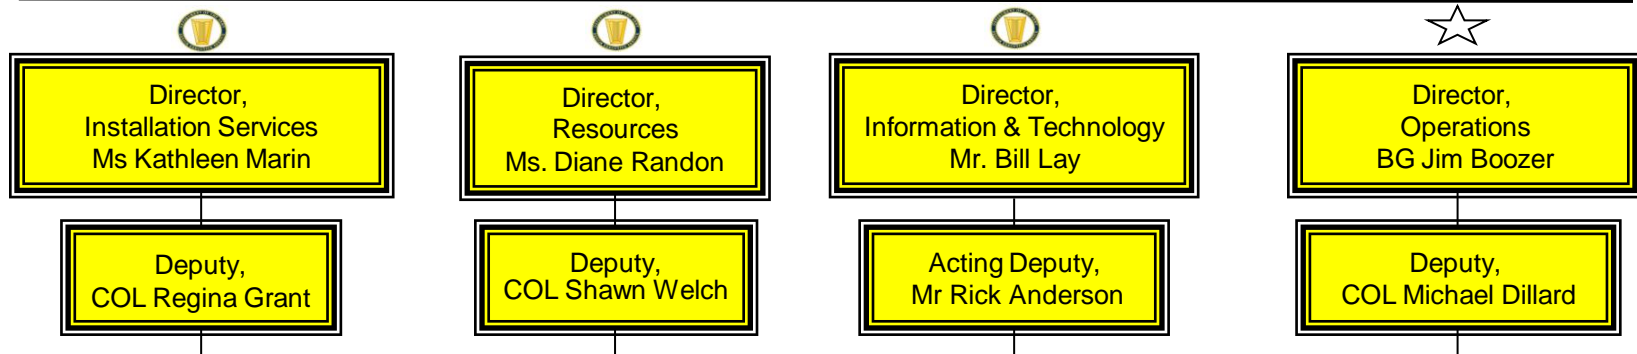 Director,
Installation Services
Ms Kathleen Marin
Director,
Resources
Ms. Diane Randon
Director,
Information & Technology
Mr. Bill Lay
Director,
Operations
BG Jim Boozer
Deputy,
COL Regina Grant
Deputy,
COL Shawn Welch
Acting Deputy,
Mr Rick Anderson
Deputy,
COL Michael Dillard